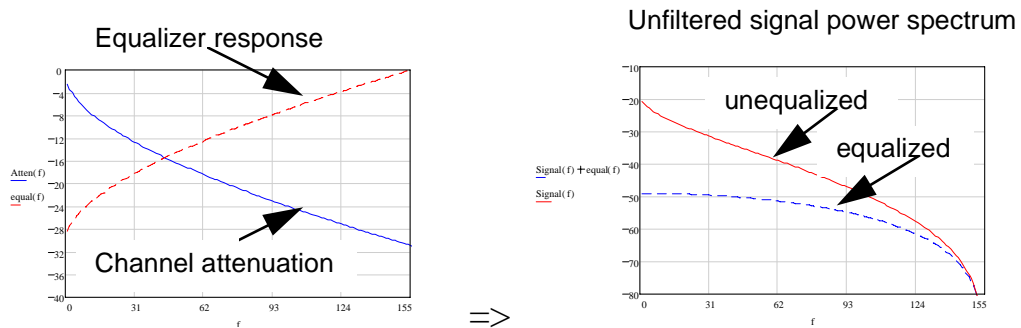 Unfiltered signal power spectrum
Equalizer response
0
−4
−8
−12
−16
−20
−24
−28
−32
−36
−40
Atten(f)
equal(f)
Channel attenuation
0 31 62 93 124 155
f
=>
−10
−20
−30
−40
−50
−60
−70
−80
unequalized
equalized
Signal(f)+equal(f)
Signal(f)
0 31 62 93 124 155
f